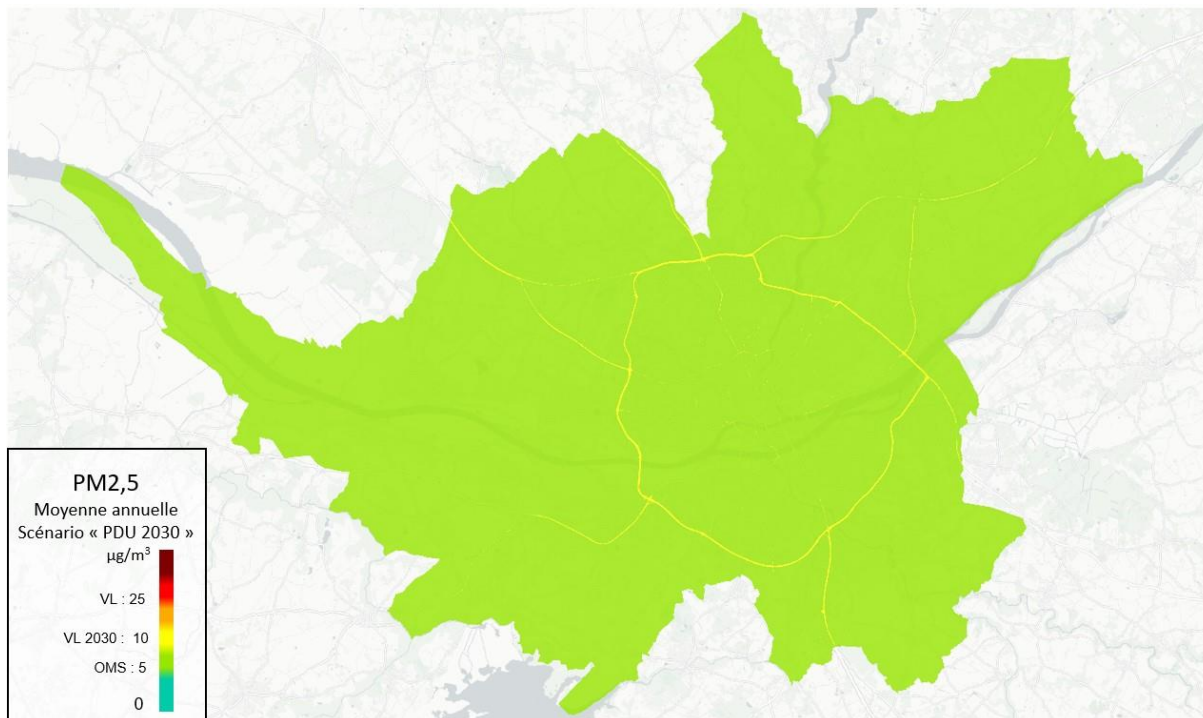 PM2,5
Moyenne annuelle
Scénario « PDU 2030 »
µg/m³
VL : 25
VL 2030 : 10
OMS : 5
0